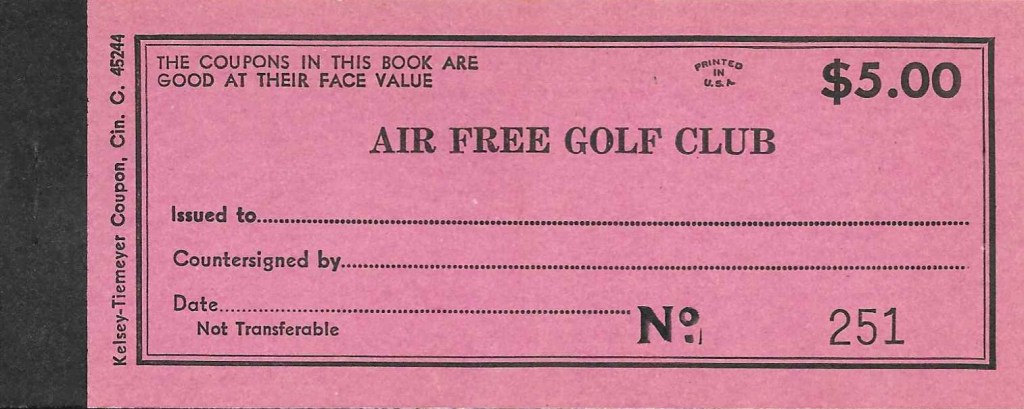 Kelsey-Tiemeyer Coupon, Cin. C. 45244
THE COUPONS IN THIS BOOK ARE
GOOD AT THEIR FACE VALUE
PRINTED
IN
U.S.A
$5.00
AIR FREE GOLF CLUB
Issued to
Countersigned by
Date
Not Transferable
No. 251